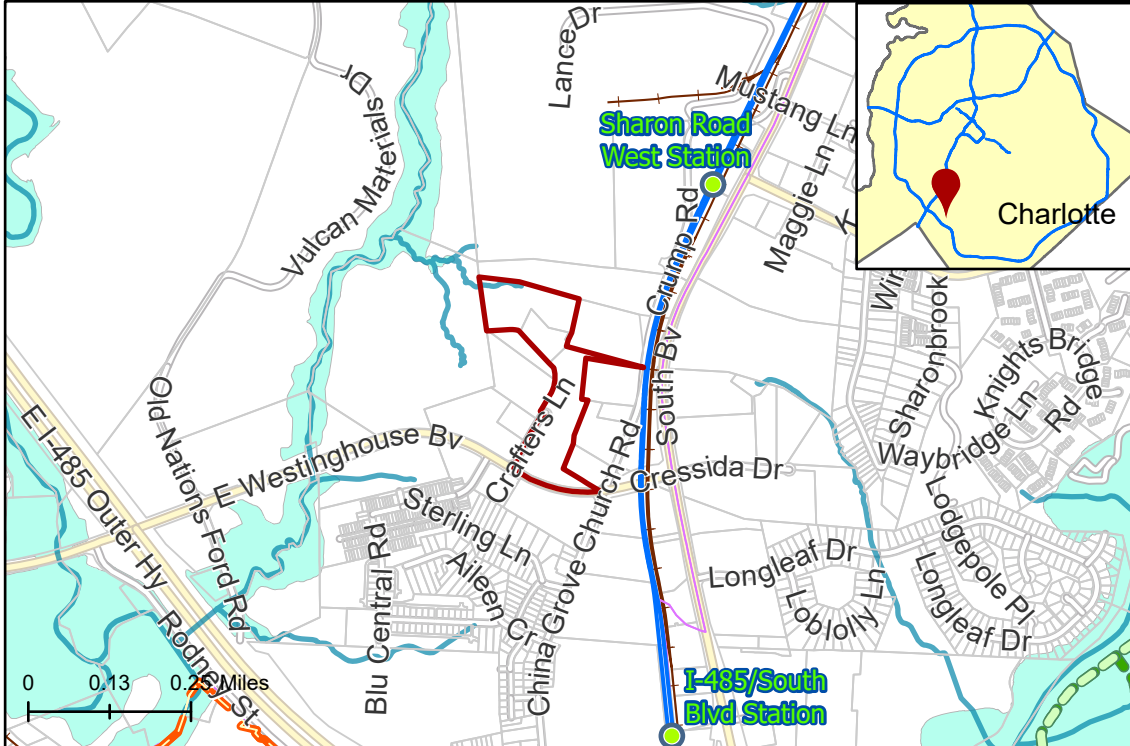 Lance Dr
Mustang Ln
Vulcan Materials Dr
Sharon Road
West Station
Maggie Ln
Charlotte
Crump Rd
Win
Sharonbrook
Knights Bridge
Rd
South Bv
Waybridge Ln
Old Nations Ford Rd
E I-485 Outer Hy
E Westinghouse Bv
Crafters Ln
China Grove Church Rd
Cressida Dr
Sterling Ln
Aileen Cr
Blu Central Rd
Longleaf Dr
Loblolly Ln
Lodgepole Pl
Longleaf Dr
Rodney St
I-485/South
Blvd Station
0 0.13 0.25 Miles